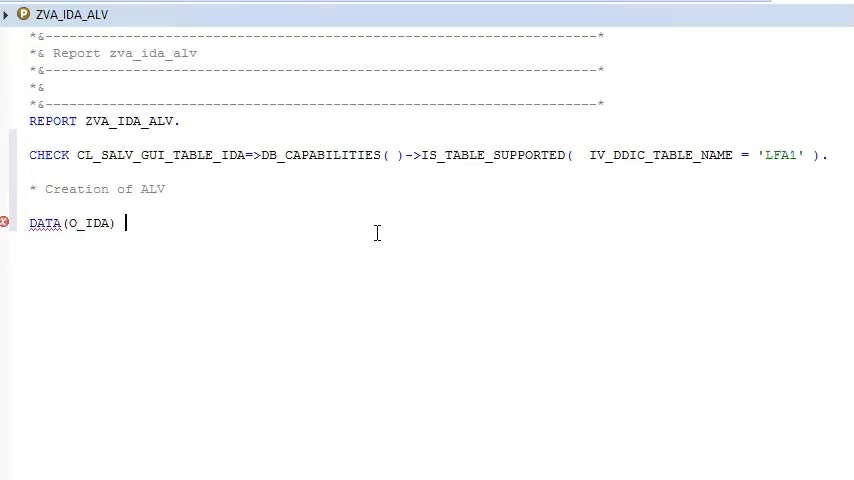 ZVA_IDA_ALV
*&---------------------------------------------------------------------*
*& Report zva_ida_alv
*&---------------------------------------------------------------------*
*&
*&---------------------------------------------------------------------*
REPORT ZVA_IDA_ALV.
CHECK CL_SALV_GUI_TABLE_IDA=>DB_CAPABILITIES( )->IS_TABLE_SUPPORTED(  IV_DDIC_TABLE_NAME = 'LFA1' ).
* Creation of ALV
DATA(O_IDA)